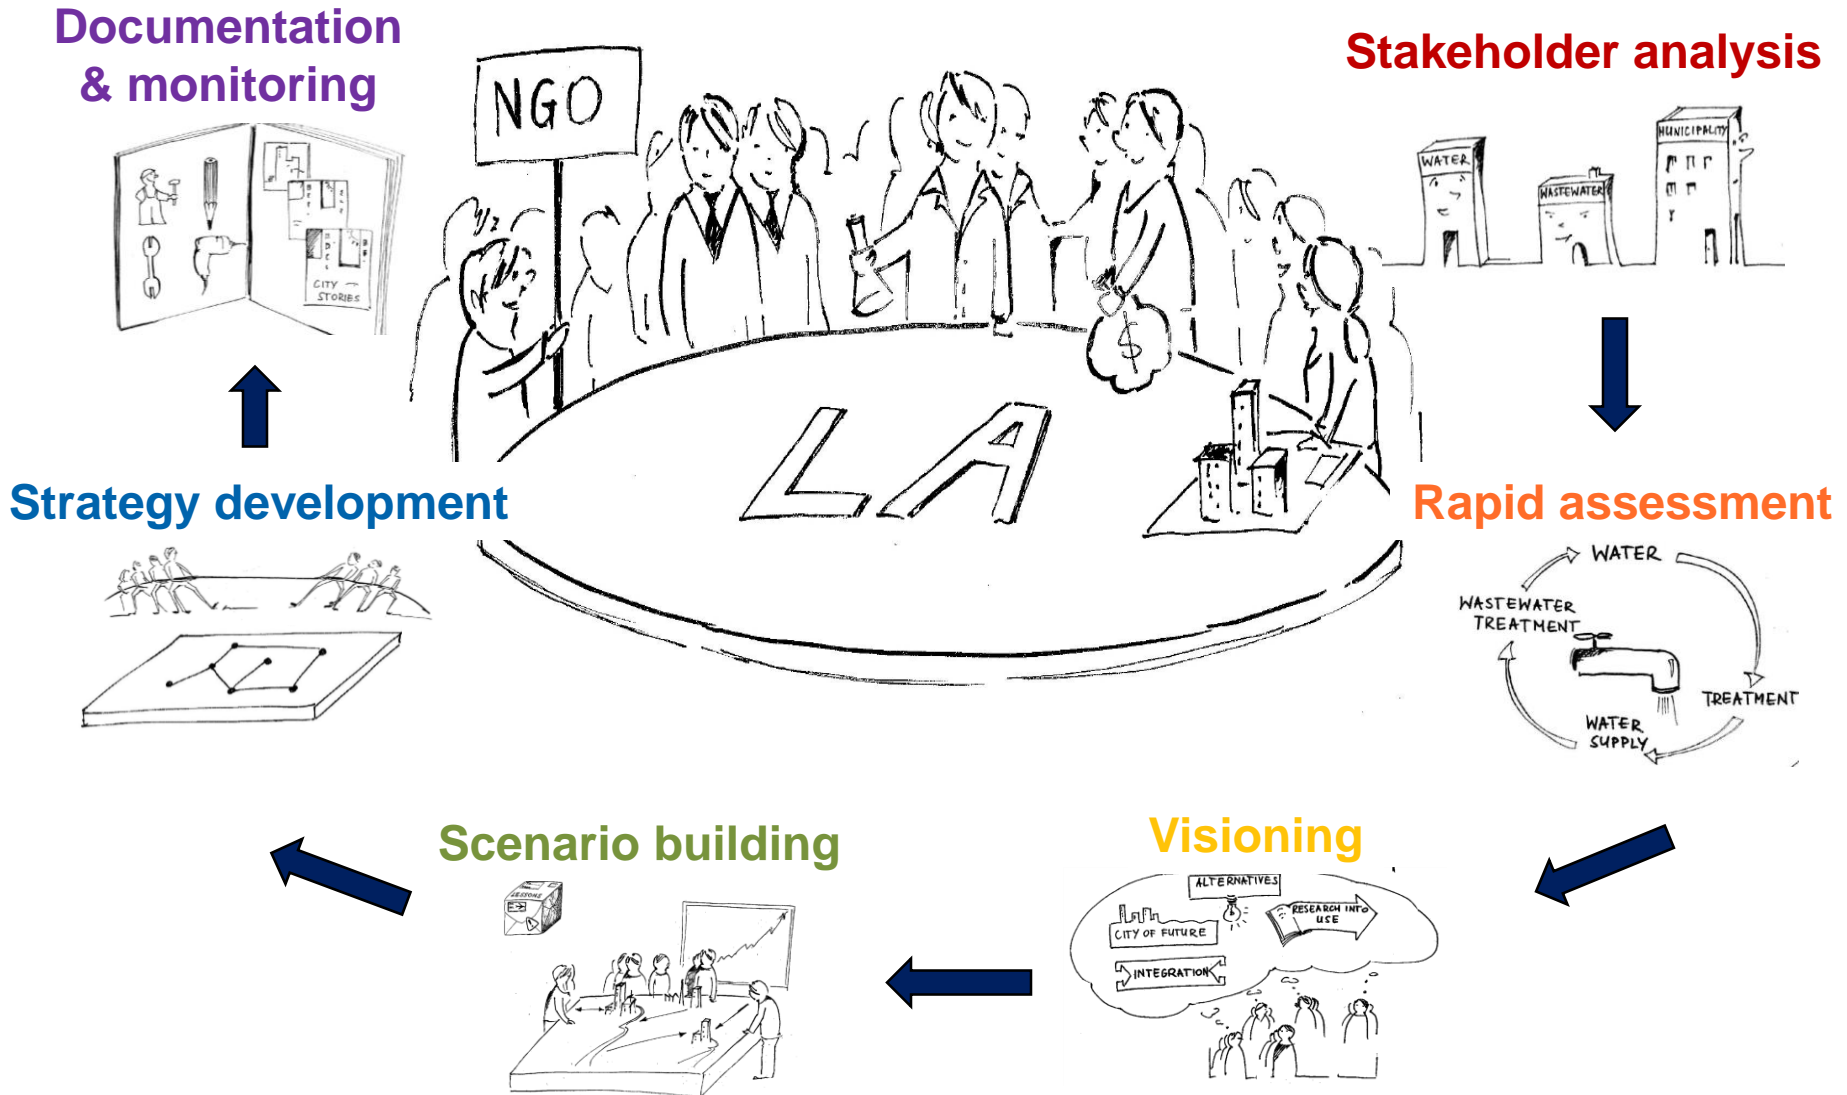 Documentation
& monitoring
CITY
STORIES
NGO
$
LA
Stakeholder analysis
WATER
WASTEWATER
MUNICIPALITY
Rapid assessment
WATER
WASTEWATER
TREATMENT
TREATMENT
WATER
SUPPLY
Visioning
ALTERNATIVES
CITY OF FUTURE
RESEARCH INTO
USE
INTEGRATION
Scenario building
LESSONS
Strategy development